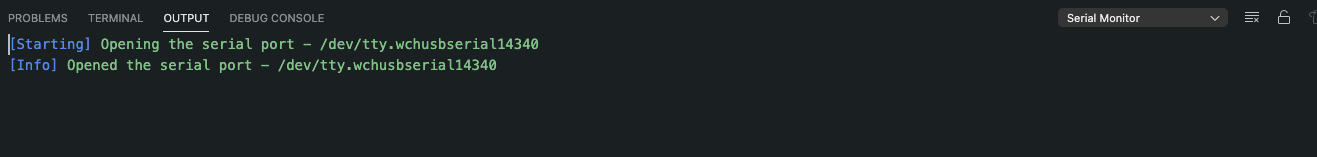 PROBLEMS TERMINAL OUTPUT DEBUG CONSOLE Serial Monitor
[Starting] Opening the serial port - /dev/tty.wchusbserial14340
[Info] Opened the serial port - /dev/tty.wchusbserial14340